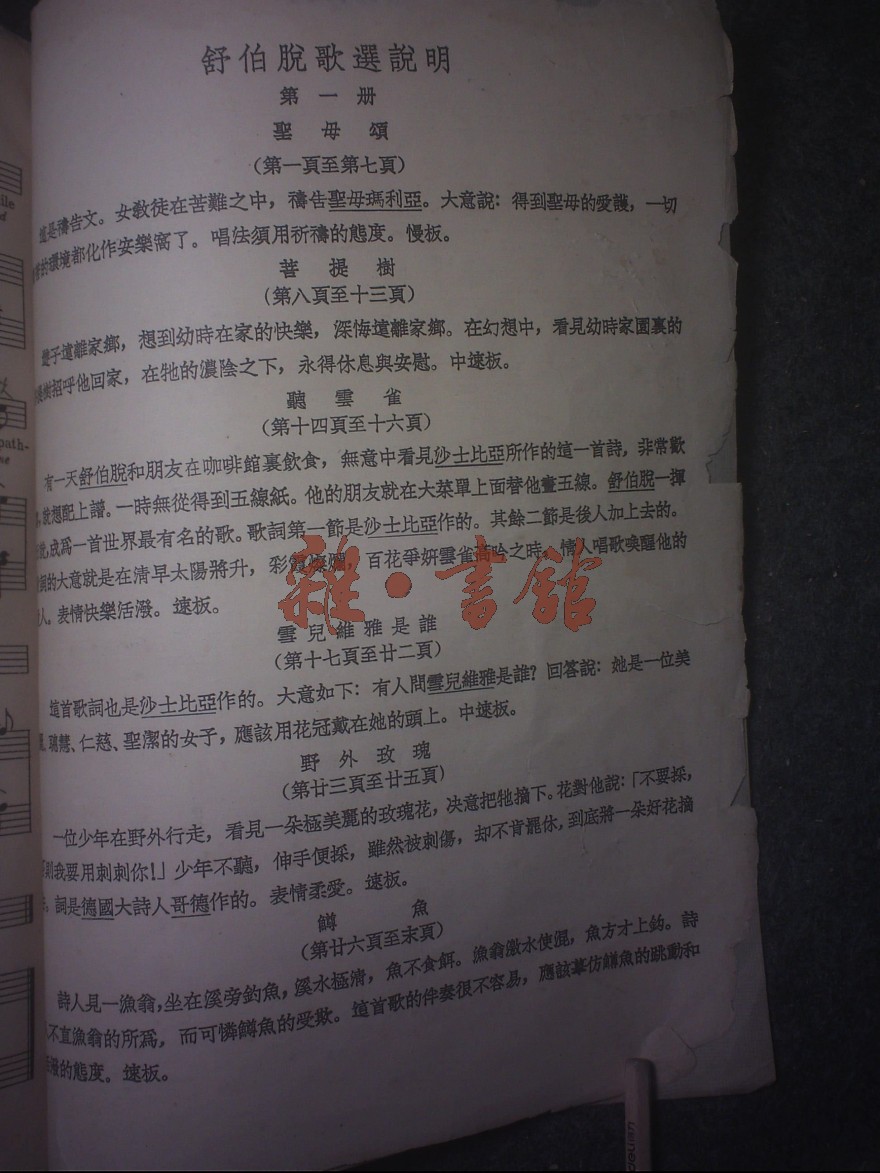 舒伯脫歌選說明
第一册
聖母頌
(第一頁至第七頁)
這是禱告文。女敎徒在苦難之中，禱告聖母瑪利亞。大意說：得到聖母的愛護，一切
的環境都化作安樂窩了。唱法須用祈禱的態度。慢板。
菩提樹
(第八頁至十三頁)
遊子遠離家鄉，想到幼時在家的快樂，深悔遠離家鄉。在幻想中，看見幼時家園裏的
提樹招呼他回家，在牠的濃陰之下，永得休息與安慰。中速板。
聽雲雀
(第十四頁至十六頁)
有一天舒伯脫和朋友在咖啡館裏飲食，無意中看見沙士比亞所作的這一首詩，非常歡
，就想配上譜。一時無從得到五線紙。他的朋友就在大菜單上面替他畫五線。舒伯脫一揮
就，成爲一首世界最有名的歌。歌詞第一節是沙士比亞作的。其餘二節是後人加上去的。
詞的大意就是在清早太陽將升，彩霞燦爛，百花爭妍雲雀高吟之時，情人唱歌喚醒他的
人。表情快樂活潑。速板。
雜·書館
雪兒維雅是誰
(第十七頁至廿二頁)
這首歌詞也是沙士比亞作的。大意如下：有人問雪兒維雅是誰？回答說：她是一位美
、聰慧、仁慈、聖潔的女子，應該用花冠戴在她的頭上。中速板。
野外玫瑰
(第廿三頁至廿五頁)
一位少年在野外行走，看見一朵極美麗的玫瑰花，決意把牠摘下。花對他說：「不要採，
則我要用刺刺你！」少年不聽，伸手便採，雖然被刺傷，却不肯罷休，到底將一朵好花摘
。詞是德國大詩人哥德作的。表情柔愛。速板。
鱒魚
(第廿六頁至末頁)
詩人見一漁翁，坐在溪旁釣魚，溪水極清，魚不貪餌。漁翁激水使混，魚方才上鈎。詩
不直漁翁的所爲，而可憐鱒魚的受欺。這首歌的伴奏很不容易，應該摹仿鱒魚的跳動和
潑的態度。速板。